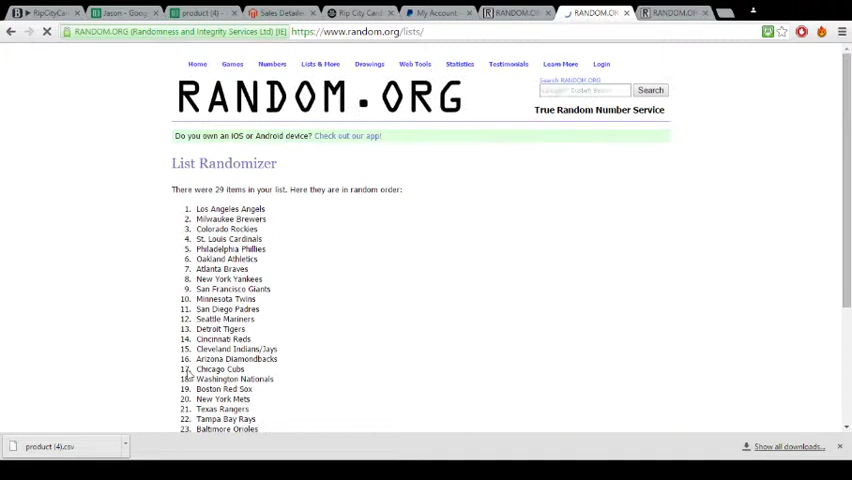 RipCityCar
Jason - Goog
product (4) -
Sales Detailed
Rip City Card
My Account
RANDOM.OR
RANDOM.OR
RANDOM.OR
RANDOM.ORG (Randomness and Integrity Services Ltd) [IE]
https://www.random.org/lists/
Home Games Numbers Lists & More Drawings Web Tools Statistics Testimonials Learn More Login
Search RANDOM.ORG
Search
RANDOM.ORG
True Random Number Service
Do you own an iOS or Android device? Check out our app!
List Randomizer
There were 29 items in your list. Here they are in random order:
1. Los Angeles Angels
2. Milwaukee Brewers
3. Colorado Rockies
4. St. Louis Cardinals
5. Philadelphia Phillies
6. Oakland Athletics
7. Atlanta Braves
8. New York Yankees
9. San Francisco Giants
10. Minnesota Twins
11. San Diego Padres
12. Seattle Mariners
13. Detroit Tigers
14. Cincinnati Reds
15. Cleveland Indians/Jays
16. Arizona Diamondbacks
17. Chicago Cubs
18. Washington Nationals
19. Boston Red Sox
20. New York Mets
21. Texas Rangers
22. Tampa Bay Rays
23. Baltimore Orioles
product (4).csv
Show all downloads...